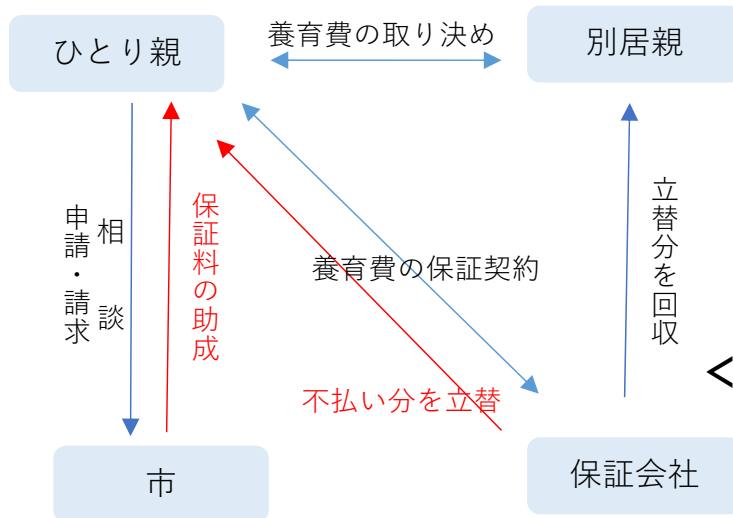 ひとり親
養育費の取り決め
別居親
相談
申請・請求
保証料の助成
養育費の保証契約
立替分を回収
不払い分を立替
<
市
保証会社